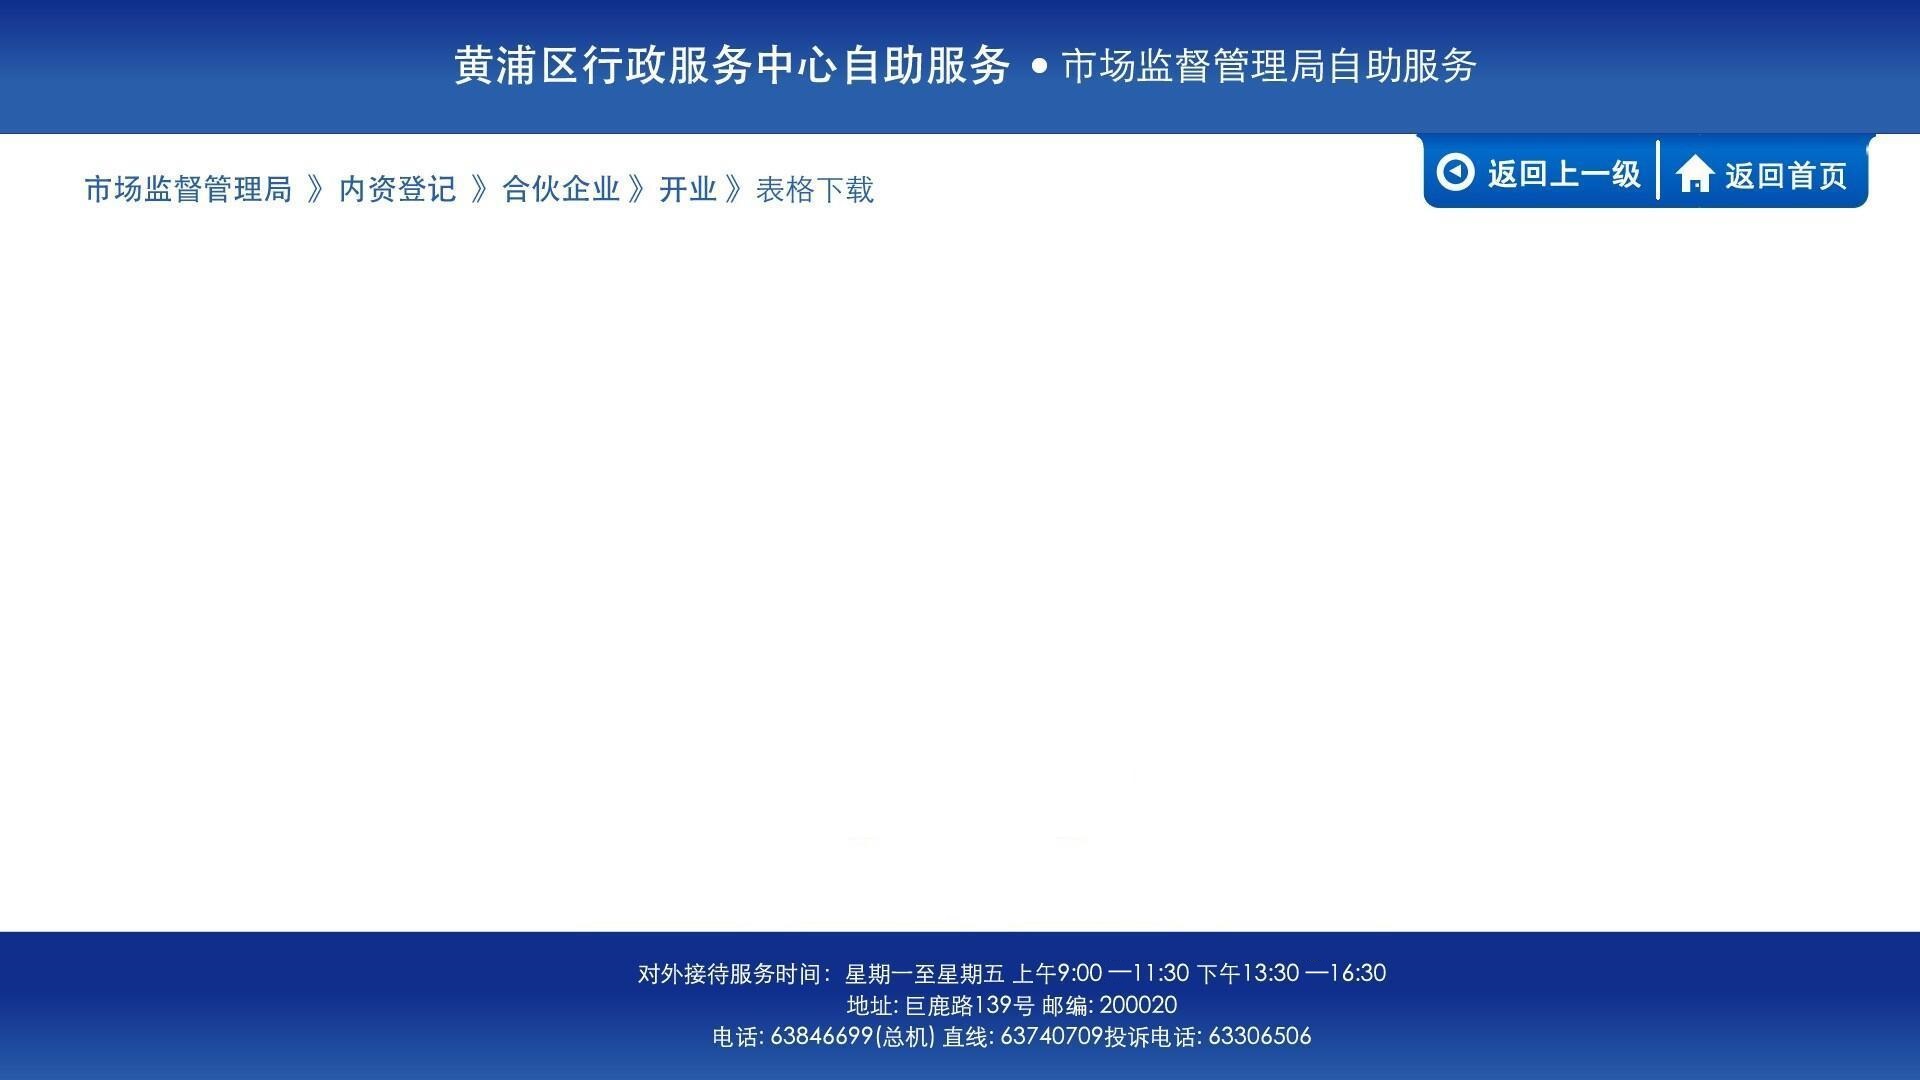 黄浦区行政服务中心自助服务 • 市场监督管理局自助服务
返回上一级 返回首页
市场监督管理局 》内资登记 》合伙企业 》开业 》表格下载
对外接待服务时间：星期一至星期五 上午9:00 —11:30 下午13:30 —16:30
地址: 巨鹿路139号 邮编: 200020
电话: 63846699(总机) 直线: 63740709投诉电话: 63306506